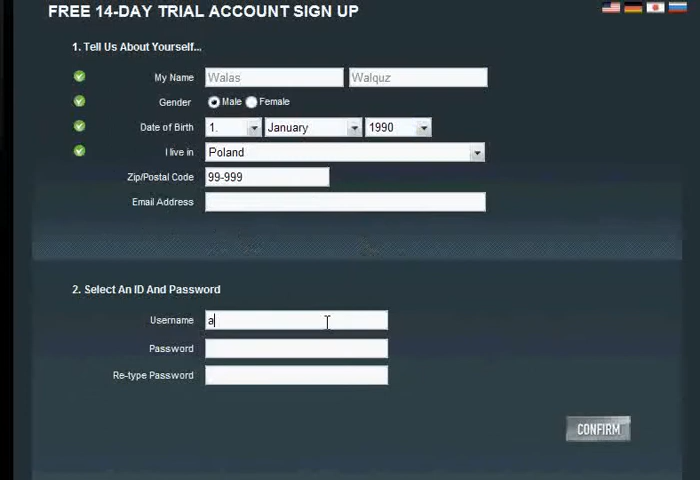 FREE 14-DAY TRIAL ACCOUNT SIGN UP
1. Tell Us About Yourself...
My Name Walas Walquz
Gender Male Female
Date of Birth 1. January 1990
I live in Poland
Zip/Postal Code 99-999
Email Address
2. Select An ID And Password
Username a
Password
Re-type Password
CONFIRM